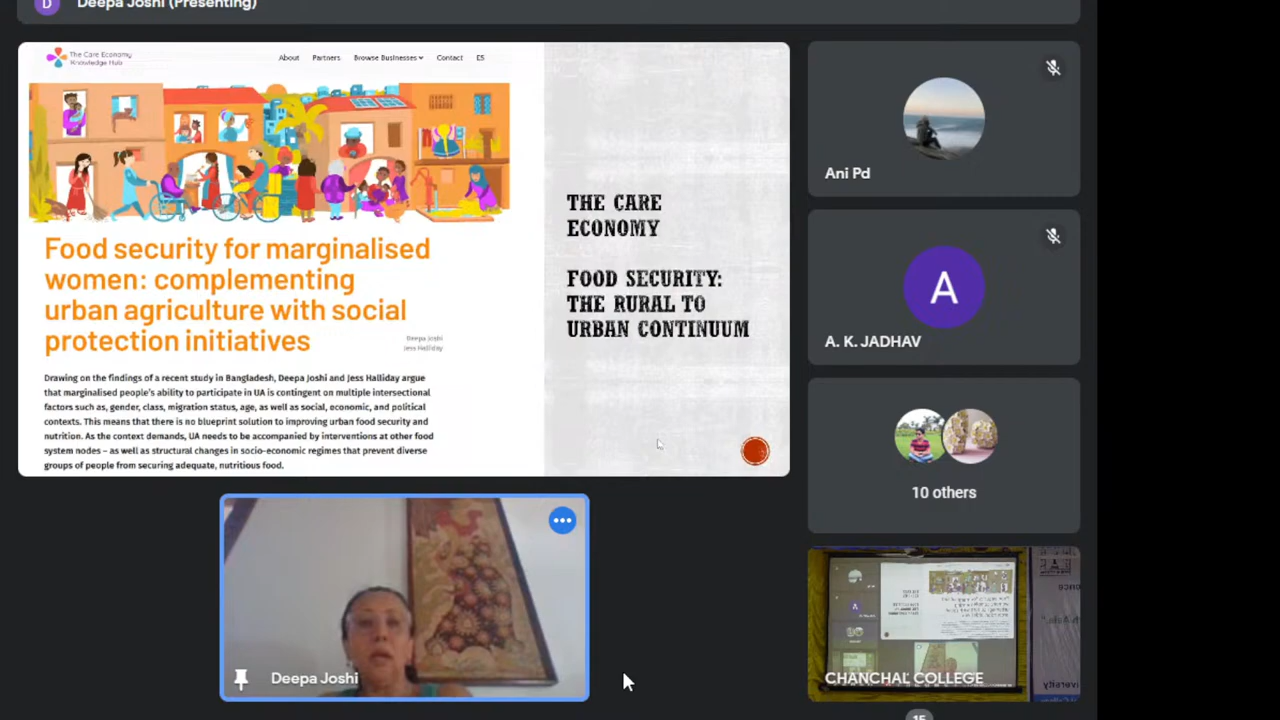 D Deepa Joshi (Presenting)
The Care Economy
Knowledge Hub
About Partners Browse Businesses Contact ES
Food security for marginalised
women: complementing
urban agriculture with social
protection initiatives
Deepa Joshi
Jess Halliday
Drawing on the findings of a recent study in Bangladesh, Deepa Joshi and Jess Halliday argue
that marginalised people's ability to participate in UA is contingent on multiple intersectional
factors such as, gender, class, migration status, age, as well as social, economic, and political
contexts. This means that there is no blueprint solution to improving urban food security and
nutrition. As the context demands, UA needs to be accompanied by interventions at other food
system nodes – as well as structural changes in socio-economic regimes that prevent diverse
groups of people from securing adequate, nutritious food.
THE CARE
ECONOMY
FOOD SECURITY:
THE RURAL TO
URBAN CONTINUUM
Ani Pd
A
A. K. JADHAV
10 others
Deepa Joshi
CHANCHAL COLLEGE
15